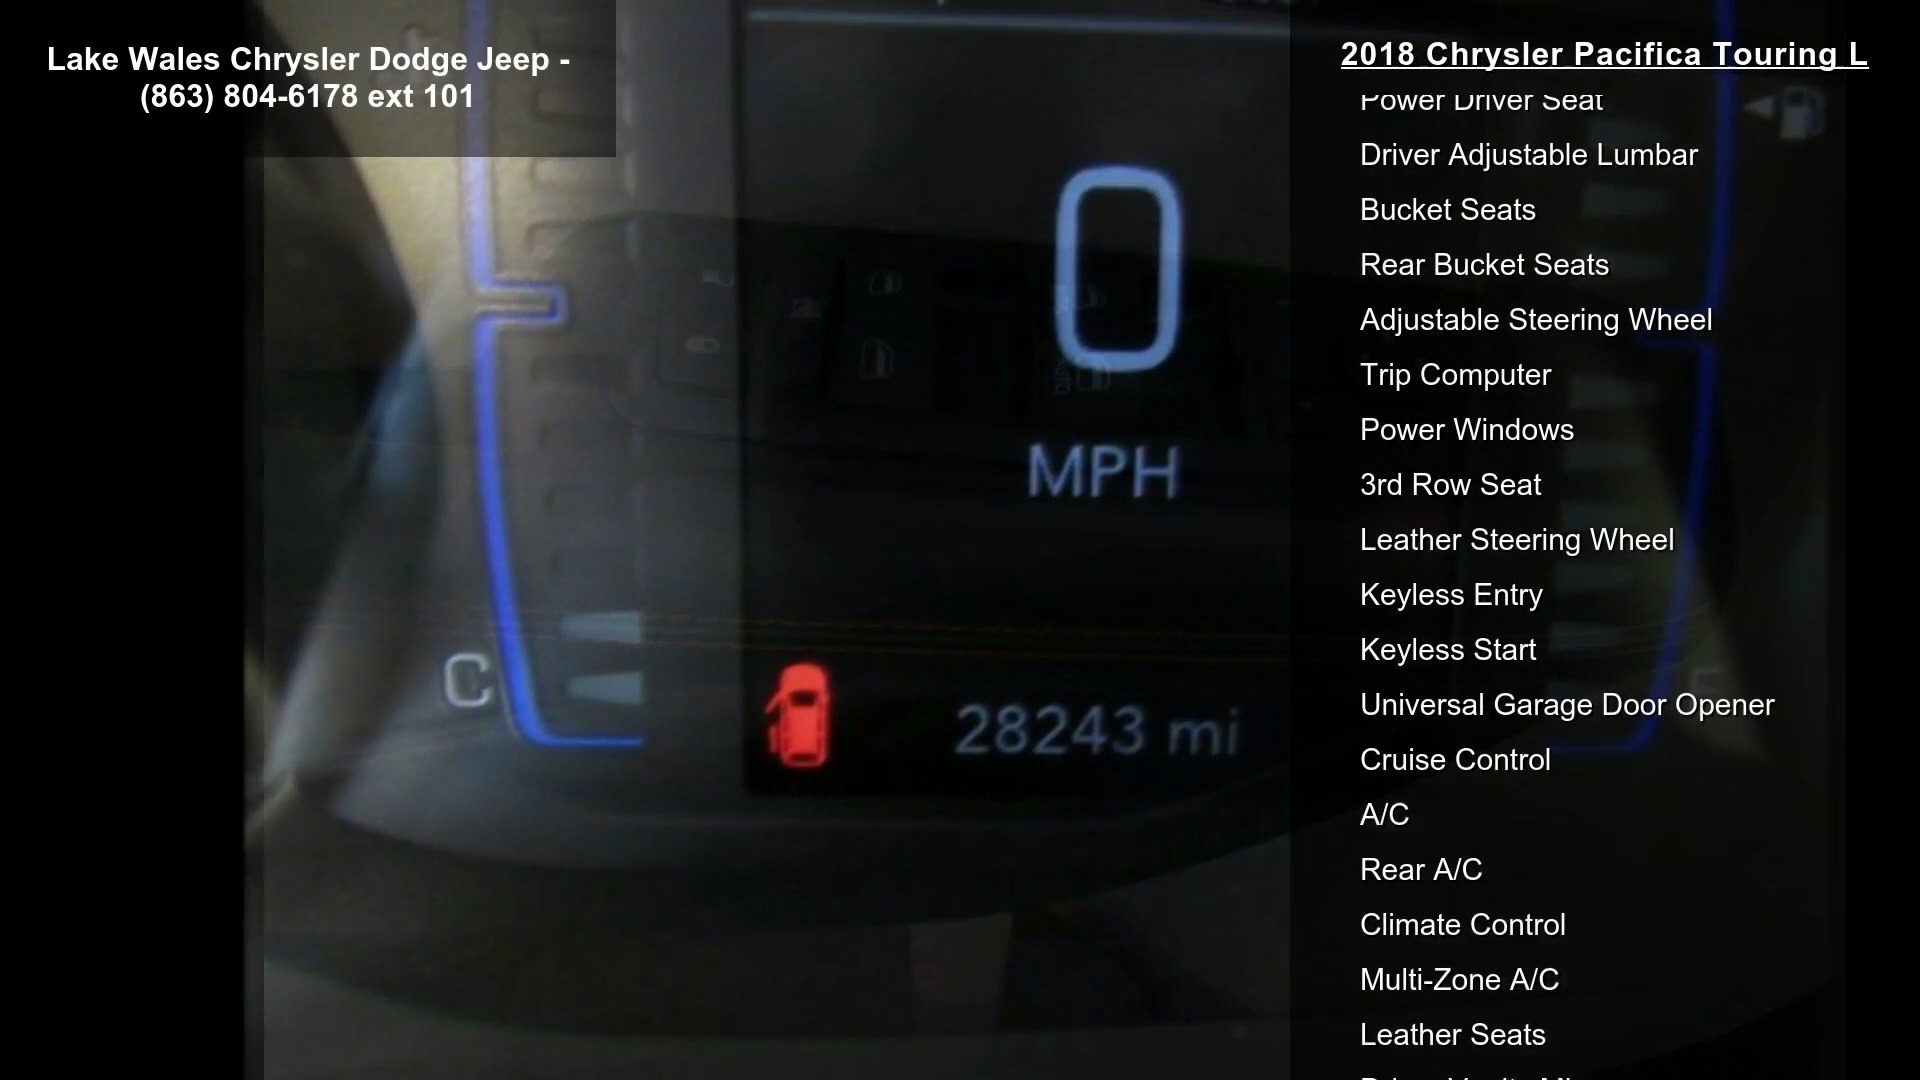 Lake Wales Chrysler Dodge Jeep -
(863) 804-6178 ext 101
2018 Chrysler Pacifica Touring L
Power Driver Seat
Driver Adjustable Lumbar
Bucket Seats
Rear Bucket Seats
Adjustable Steering Wheel
Trip Computer
Power Windows
3rd Row Seat
Leather Steering Wheel
Keyless Entry
Keyless Start
Universal Garage Door Opener
Cruise Control
A/C
Rear A/C
Climate Control
Multi-Zone A/C
Leather Seats
0
MPH
C
28243 mi
E